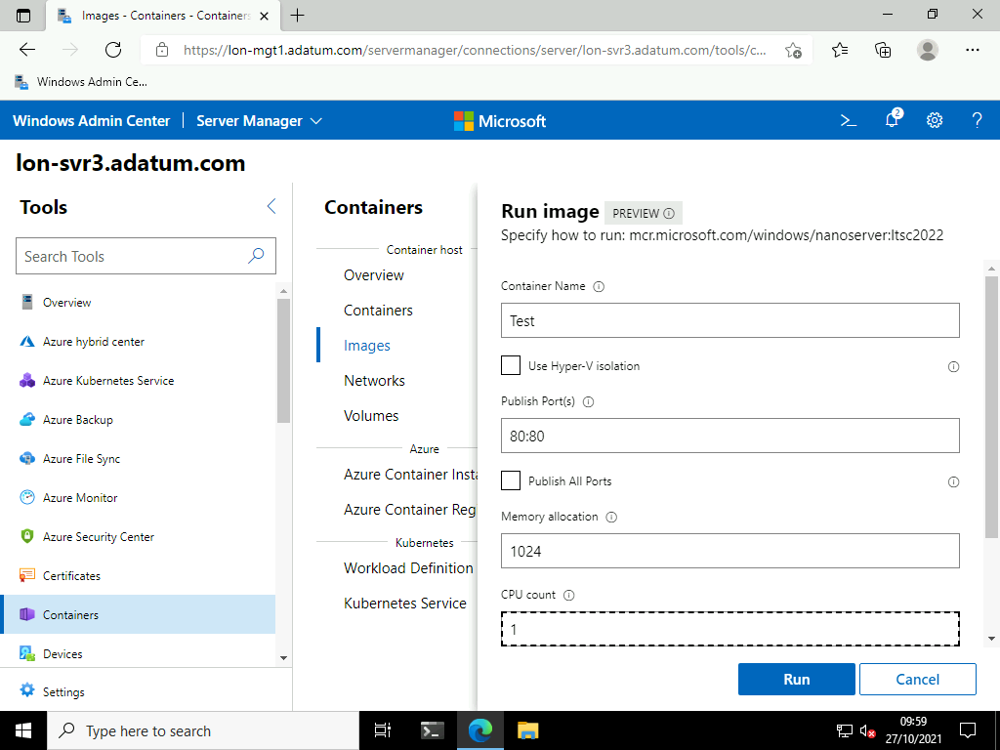 Images - Containers - Containers
https://lon-mgt1.adatum.com/servermanager/connections/server/lon-svr3.adatum.com/tools/c...
Windows Admin Ce...
Windows Admin Center
Server Manager
Microsoft
2
lon-svr3.adatum.com
Tools
Search Tools
Overview
Azure hybrid center
Azure Kubernetes Service
Azure Backup
Azure File Sync
Azure Monitor
Azure Security Center
Certificates
Containers
Devices
Settings
Containers
Container host
Overview
Containers
Images
Networks
Volumes
Azure
Azure Container Insta
Azure Container Reg
Kubernetes
Workload Definition
Kubernetes Service
Run image PREVIEW
Specify how to run: mcr.microsoft.com/windows/nanoserver:ltsc2022
Container Name
Test
Use Hyper-V isolation
Publish Port(s)
80:80
Publish All Ports
Memory allocation
1024
CPU count
1
Run
Cancel
Type here to search
09:59
27/10/2021